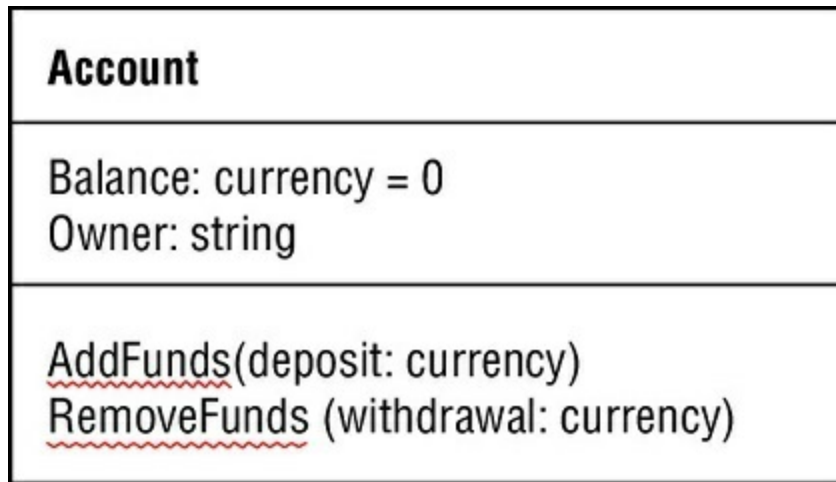 Account
Balance: currency = 0
Owner: string
AddFunds(deposit: currency)
RemoveFunds (withdrawal: currency)